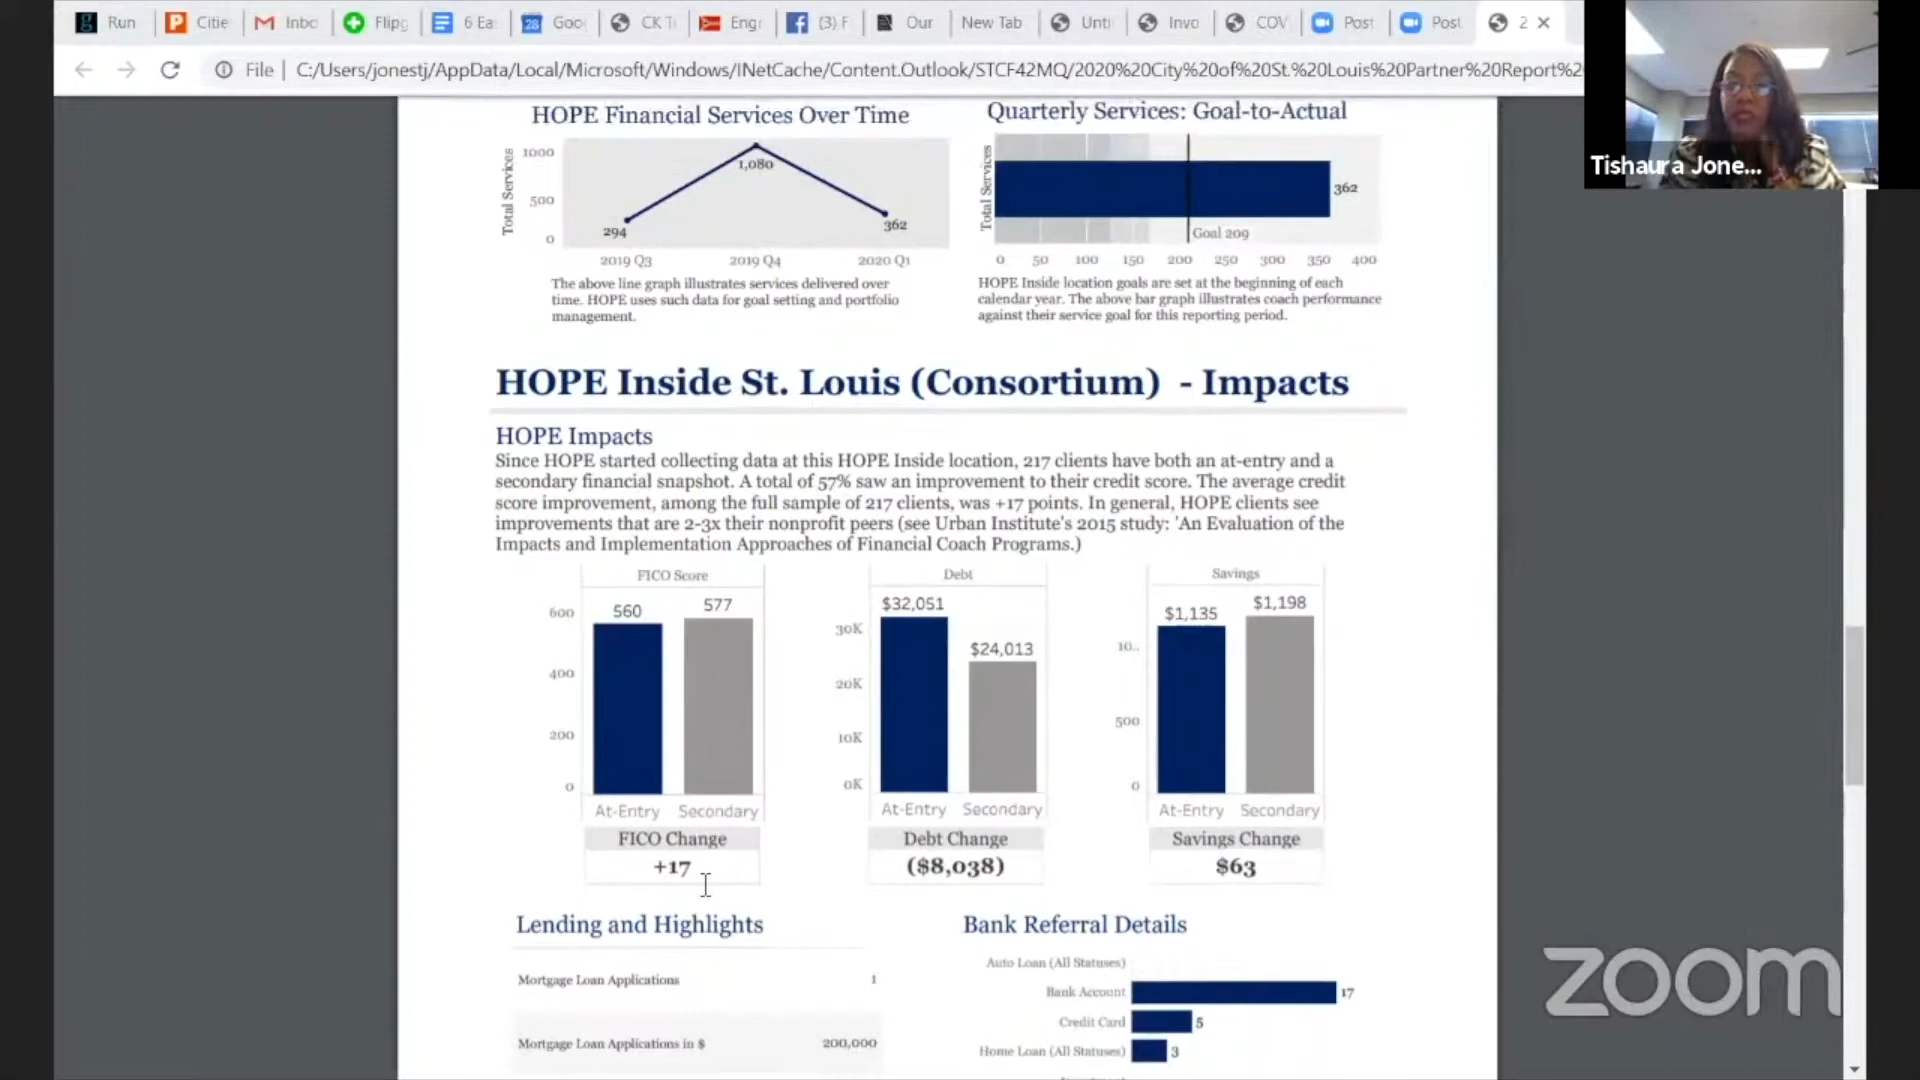 Run
Citie
Inbo
Flipg
6 Ea
28
Goo
CK T
Engr
(3) F
Our
New Tab
Unti
Invo
COV
Post
Post
2
File | C:/Users/jonestj/AppData/Local/Microsoft/Windows/INetCache/Content.Outlook/STCF42MQ/2020%20City%20of%20St.%20Louis%20Partner%20Report%2
Tishaura Jone...
HOPE Financial Services Over Time
Total Services
1000
500
0
294
1,080
362
2019 Q3
2019 Q4
2020 Q1
The above line graph illustrates services delivered over
time. HOPE uses such data for goal setting and portfolio
management.
Quarterly Services: Goal-to-Actual
Total Services
362
Goal 209
0 50 100 150 200 250 300 350 400
HOPE Inside location goals are set at the beginning of each
calendar year. The above bar graph illustrates coach performance
against their service goal for this reporting period.
HOPE Inside St. Louis (Consortium) - Impacts
HOPE Impacts
Since HOPE started collecting data at this HOPE Inside location, 217 clients have both an at-entry and a
secondary financial snapshot. A total of 57% saw an improvement to their credit score. The average credit
score improvement, among the full sample of 217 clients, was +17 points. In general, HOPE clients see
improvements that are 2-3x their nonprofit peers (see Urban Institute's 2015 study: 'An Evaluation of the
Impacts and Implementation Approaches of Financial Coach Programs.)
FICO Score
600
400
200
0
560
577
At-Entry
Secondary
FICO Change
+17
Debt
30K
20K
10K
0K
$32,051
$24,013
At-Entry
Secondary
Debt Change
($8,038)
Savings
10..
500
0
$1,135
$1,198
At-Entry
Secondary
Savings Change
$63
Lending and Highlights
Mortgage Loan Applications 1
Mortgage Loan Applications in $ 200,000
Bank Referral Details
Auto Loan (All Statuses)
Bank Account 17
Credit Card 5
Home Loan (All Statuses) 3
zoom